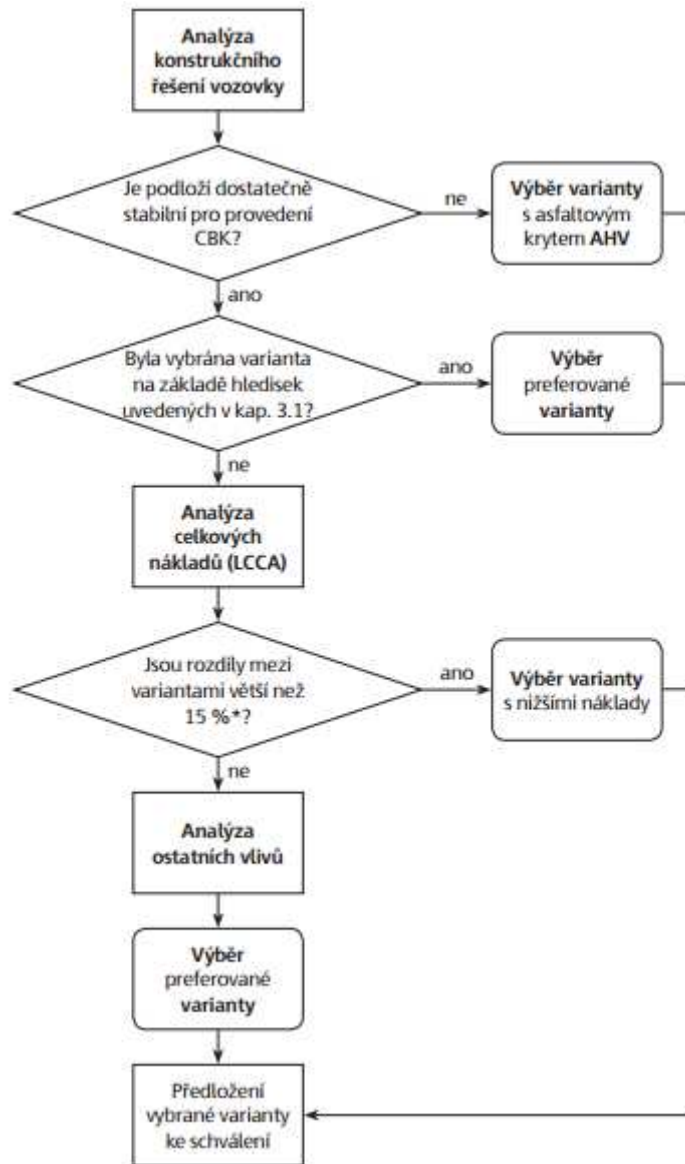 Analýza
konstrukčního
řešení vozovky
Je podloží dostatečně
stabilní pro provedení
CBK?
ne
Výběr varianty
s asfaltovým
krytem AHV
ano
Byla vybrána varianta
na základě hledisek
uvedených v kap. 3.1?
ano
Výběr
preferované
varianty
ne
Analýza
celkových
nákladů (LCCA)
Jsou rozdíly mezi
variantami větší než
15 %*?
ano
Výběr varianty
s nižšími náklady
ne
Analýza
ostatních vlivů
Výběr
preferované
varianty
Předložení
vybrané varianty
ke schválení